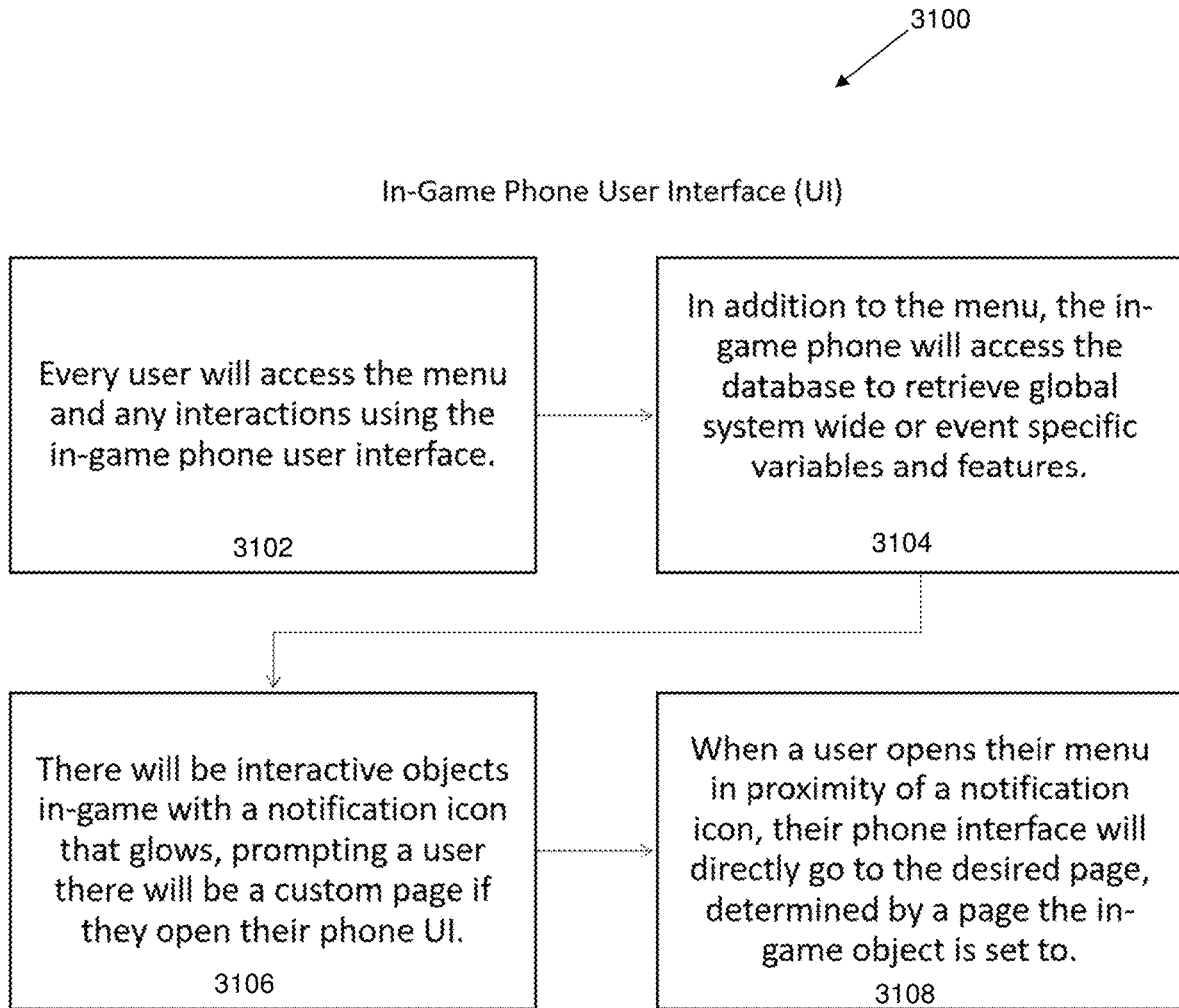 3100
In-Game Phone User Interface (UI)
Every user will access the menu
and any interactions using the
in-game phone user interface.
3102
In addition to the menu, the in-
game phone will access the
database to retrieve global
system wide or event specific
variables and features.
3104
There will be interactive objects
in-game with a notification icon
that glows, prompting a user
there will be a custom page if
they open their phone UI.
3106
When a user opens their menu
in proximity of a notification
icon, their phone interface will
directly go to the desired page,
determined by a page the in-
game object is set to.
3108